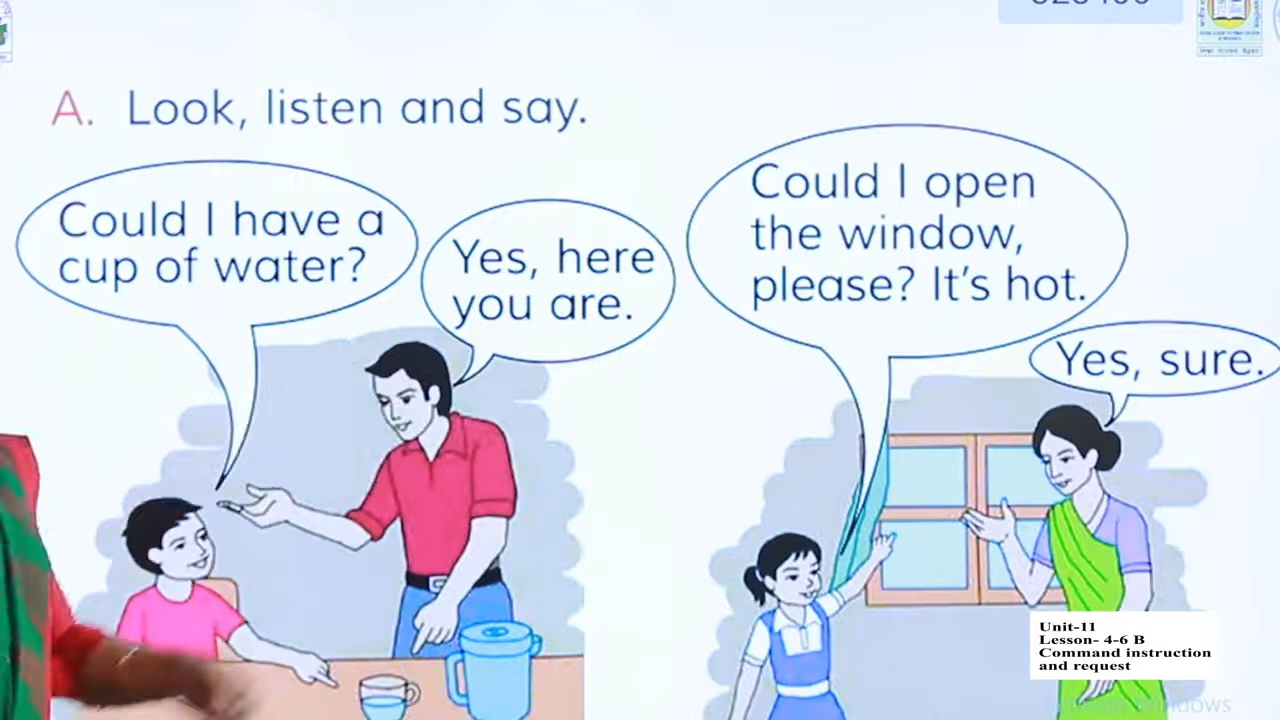 A. Look, listen and say.
Could I have a
cup of water?
Yes, here
you are.
Could I open
the window,
please? It's hot.
Yes, sure.
Unit-11
Lesson- 4-6 B
Command instruction
and request